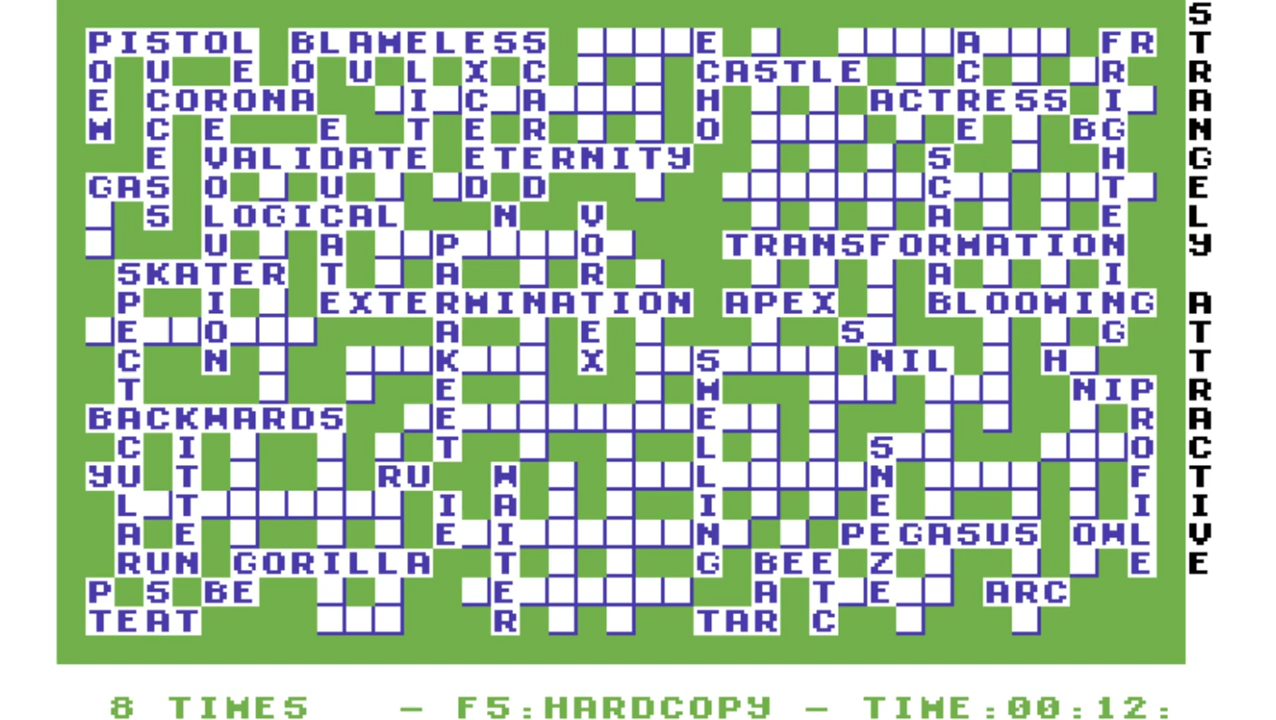 PISTOL BLAMELESS E A FR
O U E O U L X C CASTLE C R
E CORONA I C A H ACTRESS I
M C E E T E R O E BG
E VALIDATE ETERNITY S H
GAS O U D D C T
S LOGICAL N V A E
U A P O TRANSFORMATION
SKATER T A R A I
P I EXTERMINATION APEX BLOOMING
E O A E S G
C N K X S NIL H
T E M NIP
BACKWARDS E E R
C I T L S O
YU T RU W L N F
L T I A I E I
A E E I N PEGASUS OWL
RUN GORILLA T G BEE Z E
P S BE E A T E ARC
TEAT R TAR C
STRANGELY ATTRACTIVE
8 TIMES - F5:HARDCOPY - TIME:00:12: